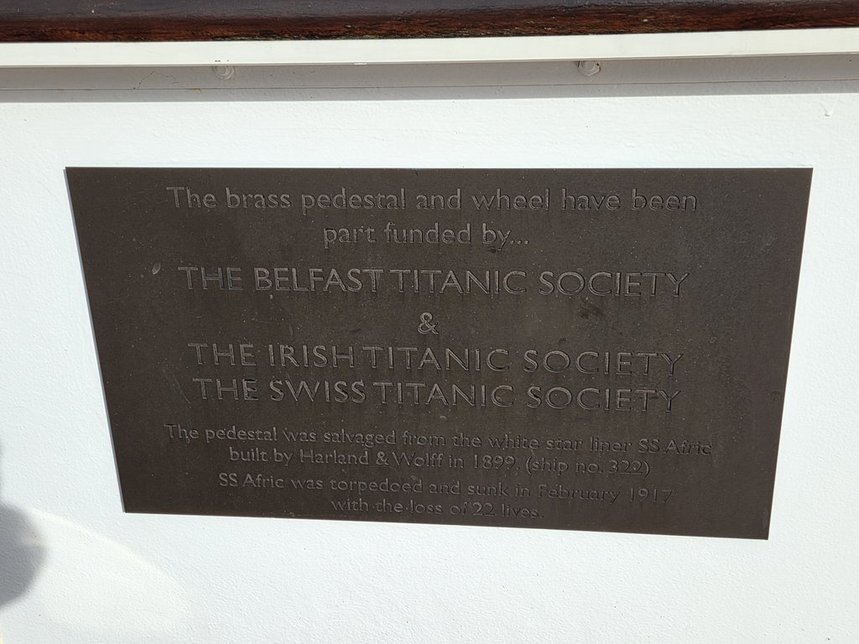 The brass pedestal and wheel have been
part funded by...
THE BELFAST TITANIC SOCIETY
&
THE IRISH TITANIC SOCIETY
THE SWISS TITANIC SOCIETY
The pedestal was salvaged from the white star liner SS Afric
built by Harland & Wolff in 1899, (ship no. 322)
SS Afric was torpedoed and sunk in February 1917
with the loss of 22 lives.